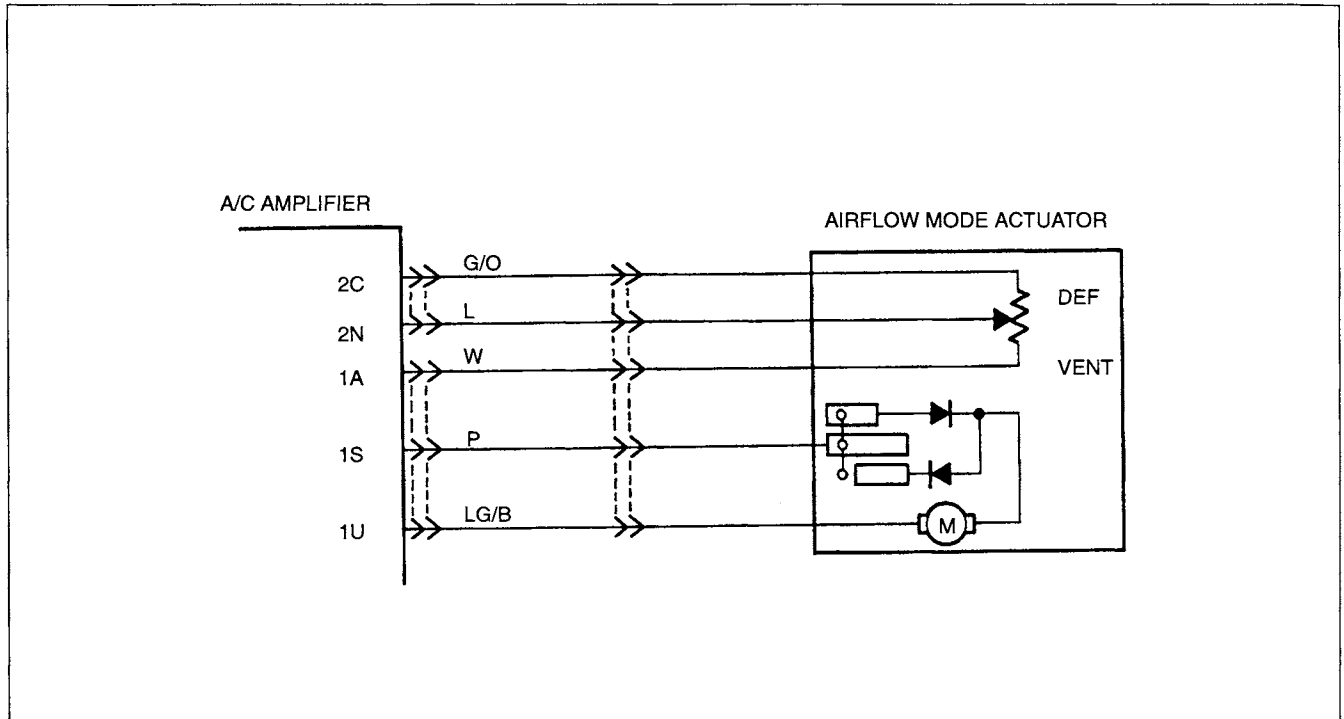 A/C AMPLIFIER
AIRFLOW MODE ACTUATOR
2C
G/O
DEF
2N
L
1A
W
VENT
1S
P
1U
LG/B
M